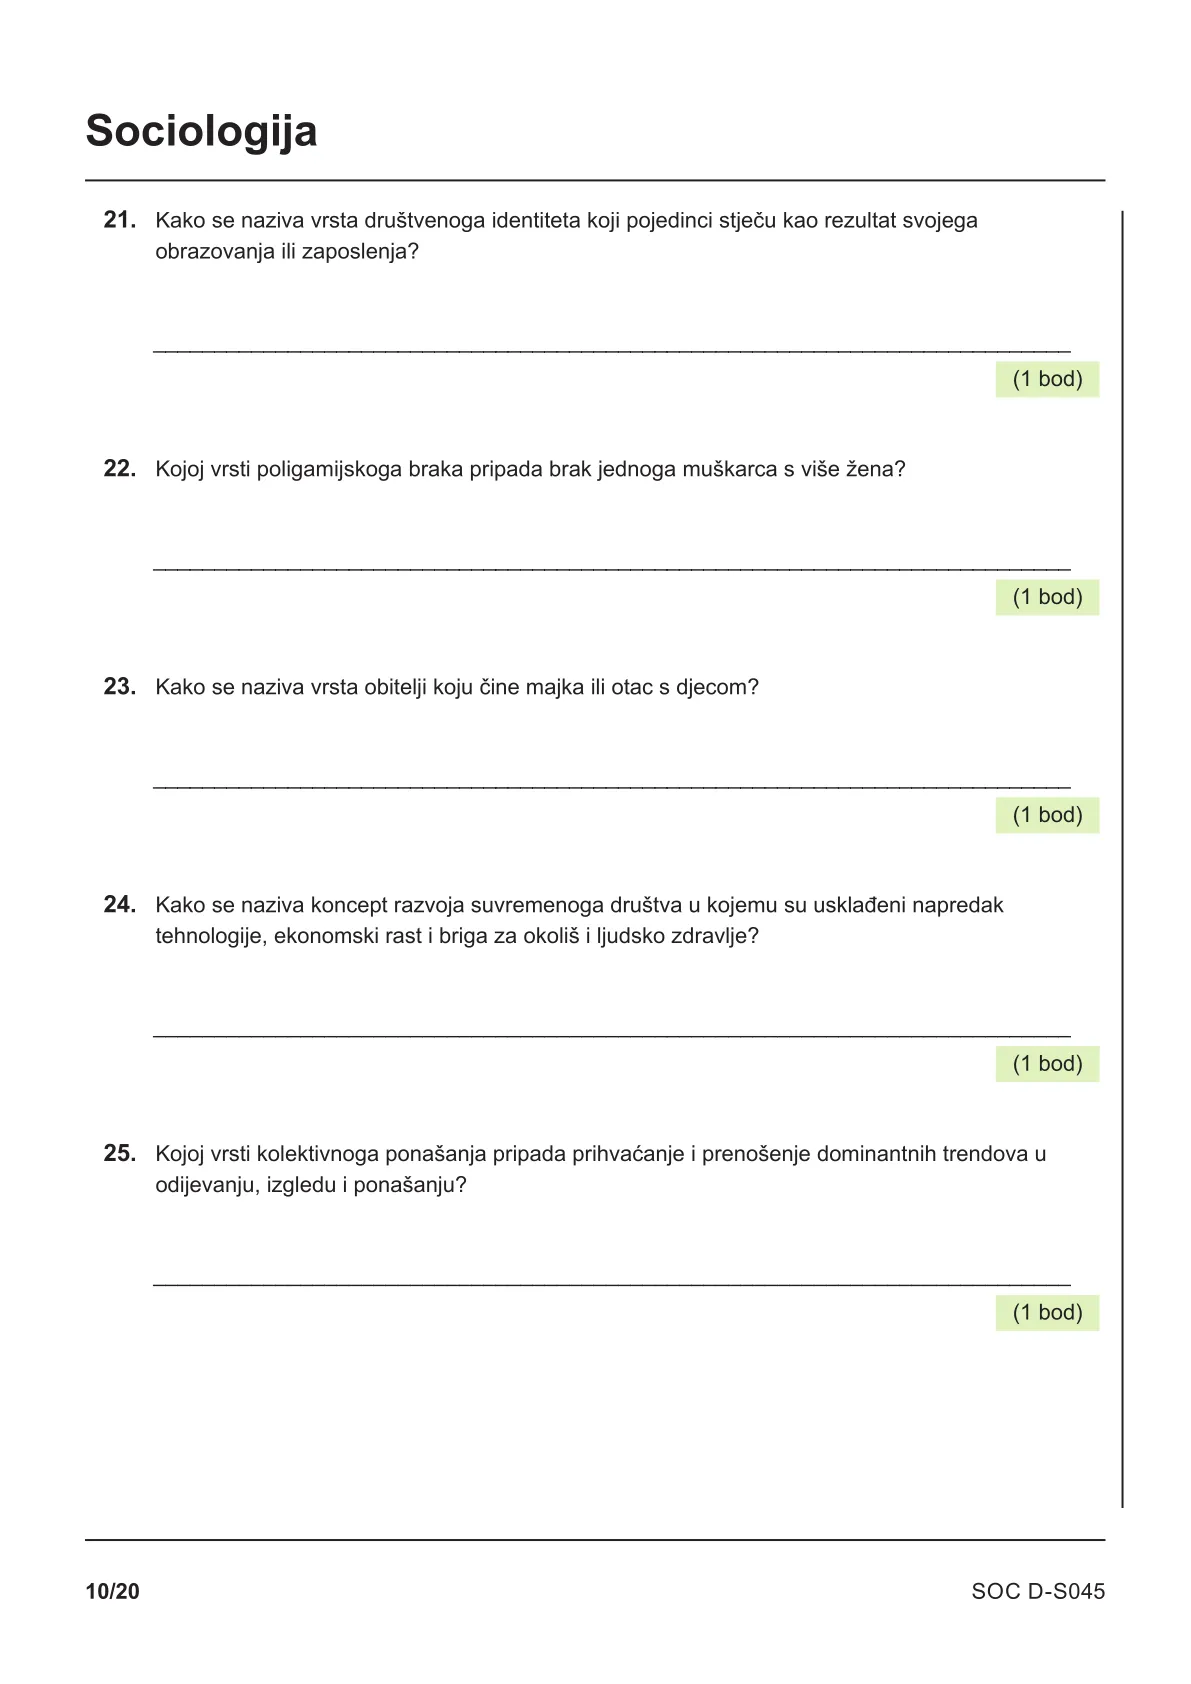 Sociologija
21. Kako se naziva vrsta društvenoga identiteta koji pojedinci stječu kao rezultat svojega
obrazovanja ili zaposlenja?
(1 bod)
22. Kojoj vrsti poligamijskoga braka pripada brak jednoga muškarca s više žena?
(1 bod)
23. Kako se naziva vrsta obitelji koju čine majka ili otac s djecom?
(1 bod)
24. Kako se naziva koncept razvoja suvremenoga društva u kojemu su usklađeni napredak
tehnologije, ekonomski rast i briga za okoliš i ljudsko zdravlje?
(1 bod)
25. Kojoj vrsti kolektivnoga ponašanja pripada prihvaćanje i prenošenje dominantnih trendova u
odijevanju, izgledu i ponašanju?
(1 bod)
10/20 SOC D-S045